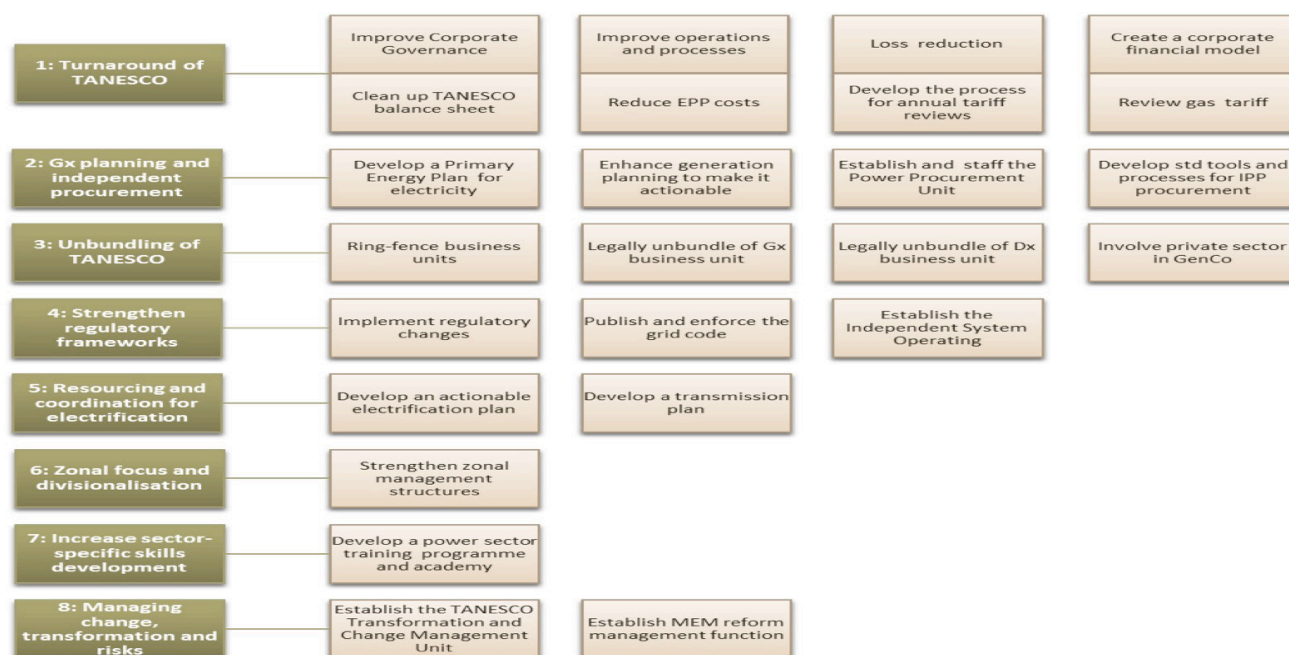 1: Turnaround of
TANESCO
Improve Corporate
Governance
Improve operations
and processes
Loss reduction
Create a corporate
financial model
Clean up TANESCO
balance sheet
Reduce EPP costs
Develop the process
for annual tariff
reviews
Review gas tariff
2: Gx planning and
independent
procurement
Develop a Primary
Energy Plan for
electricity
Enhance generation
planning to make it
actionable
Establish and staff the
Power Procurement
Unit
Develop std tools and
processes for IPP
procurement
3: Unbundling of
TANESCO
Ring-fence business
units
Legally unbundle of Gx
business unit
Legally unbundle of Dx
business unit
Involve private sector
in GenCo
4: Strengthen
regulatory
frameworks
Implement regulatory
changes
Publish and enforce the
grid code
Establish the
Independent System
Operating
5: Resourcing and
coordination for
electrification
Develop an actionable
electrification plan
Develop a transmission
plan
6: Zonal focus and
divisionalisation
Strengthen zonal
management
structures
7: Increase sector-
specific skills
development
Develop a power sector
training programme
and academy
8: Managing
change,
transformation and
risks
Establish the TANESCO
Transformation and
Change Management
Unit
Establish MEM reform
management function